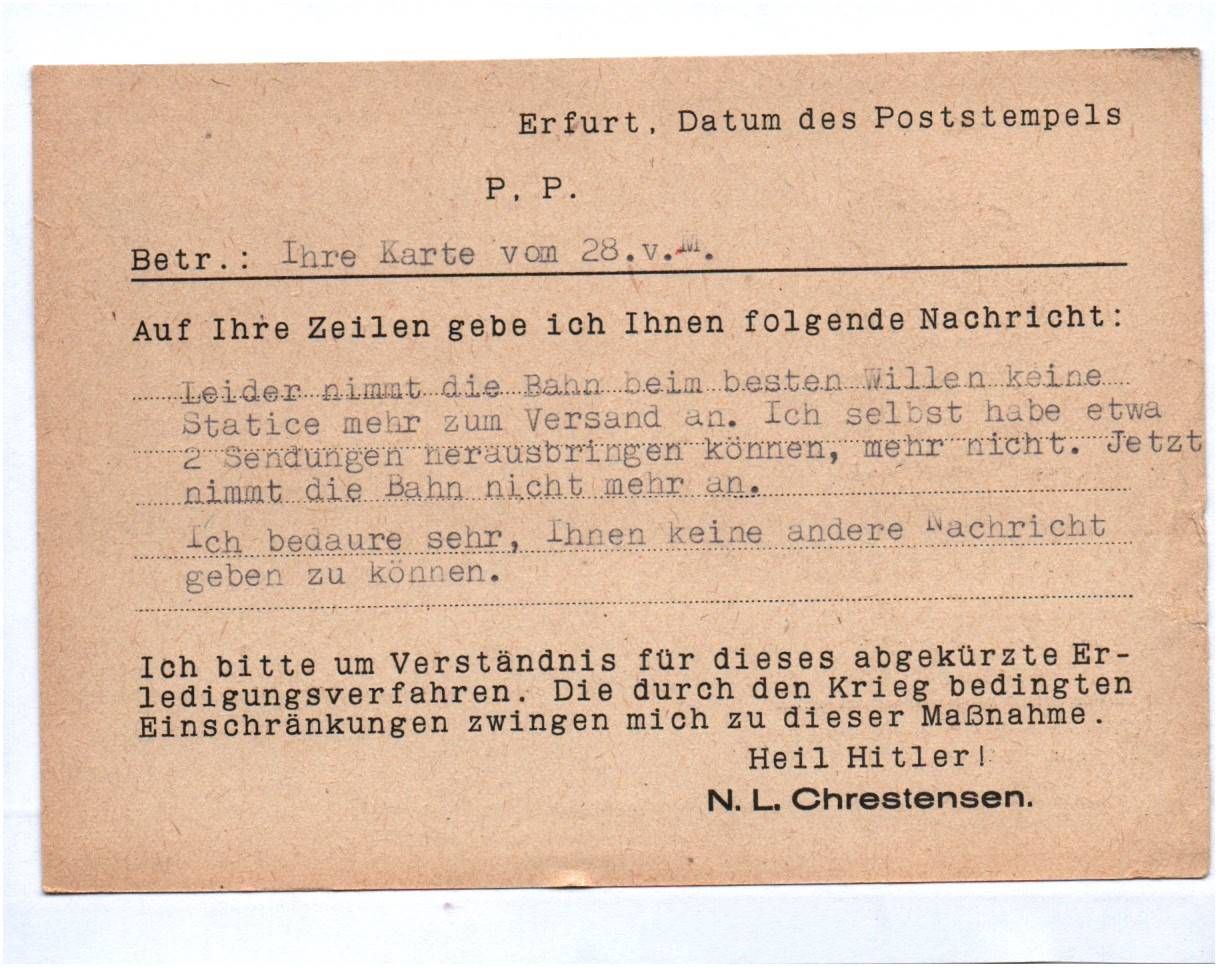 Erfurt, Datum des Poststempels
P. P.
Betr.: Ihre Karte vom 28.v.M.
Auf Ihre Zeilen gebe ich Ihnen folgende Nachricht:
Leider nimmt die Bahn beim besten Willen keine
Statice mehr zum Versand an. Ich selbst habe etwa
2 Sendungen herausbringen können, mehr nicht. Jetzt
nimmt die Bahn nicht mehr an.
Ich bedaure sehr, Ihnen keine andere Nachricht
geben zu können.
Ich bitte um Verständnis für dieses abgekürzte Er-
ledigungsverfahren. Die durch den Krieg bedingten
Einschränkungen zwingen mich zu dieser Maßnahme.
Heil Hitler!
N. L. Chrestensen.